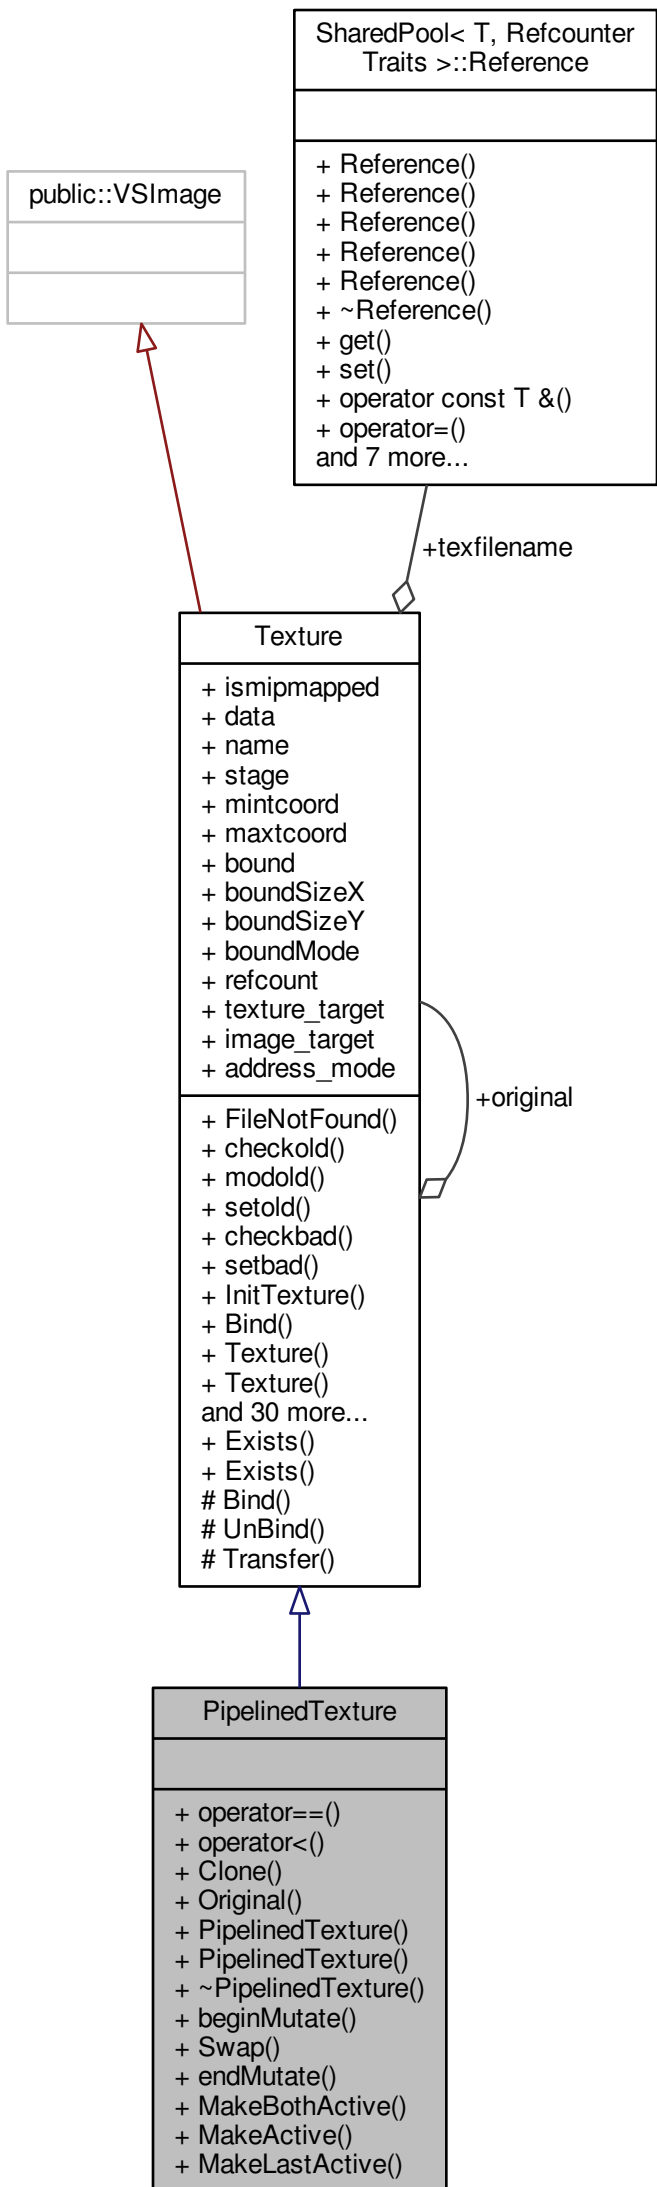 SharedPool< T, Refcounter
Traits >::Reference
+ Reference()
+ Reference()
+ Reference()
+ Reference()
+ Reference()
+ ~Reference()
+ get()
+ set()
+ operator const T &()
+ operator=()
and 7 more...
public::VSImage
+texfilename
Texture
+ ismipmapped
+ data
+ name
+ stage
+ mintcoord
+ maxtcoord
+ bound
+ boundSizeX
+ boundSizeY
+ boundMode
+ refcount
+ texture_target
+ image_target
+ address_mode
+ FileNotFound()
+ checkold()
+ modold()
+ setold()
+ checkbad()
+ setbad()
+ InitTexture()
+ Bind()
+ Texture()
+ Texture()
and 30 more...
+ Exists()
+ Exists()
# Bind()
# UnBind()
# Transfer()
+original
PipelinedTexture
+ operator==()
+ operator<()
+ Clone()
+ Original()
+ PipelinedTexture()
+ PipelinedTexture()
+ ~PipelinedTexture()
+ beginMutate()
+ Swap()
+ endMutate()
+ MakeBothActive()
+ MakeActive()
+ MakeLastActive()